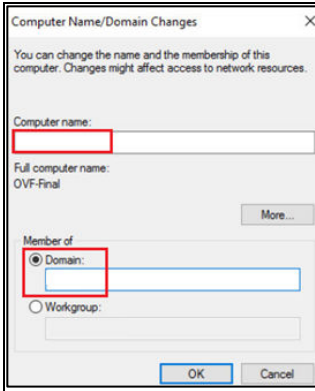 Computer Name/Domain Changes
You can change the name and the membership of this
computer. Changes might affect access to network resources.
Computer name:
Full computer name:
OVF-Final
More...
Member of
Domain:
Workgroup:
OK Cancel